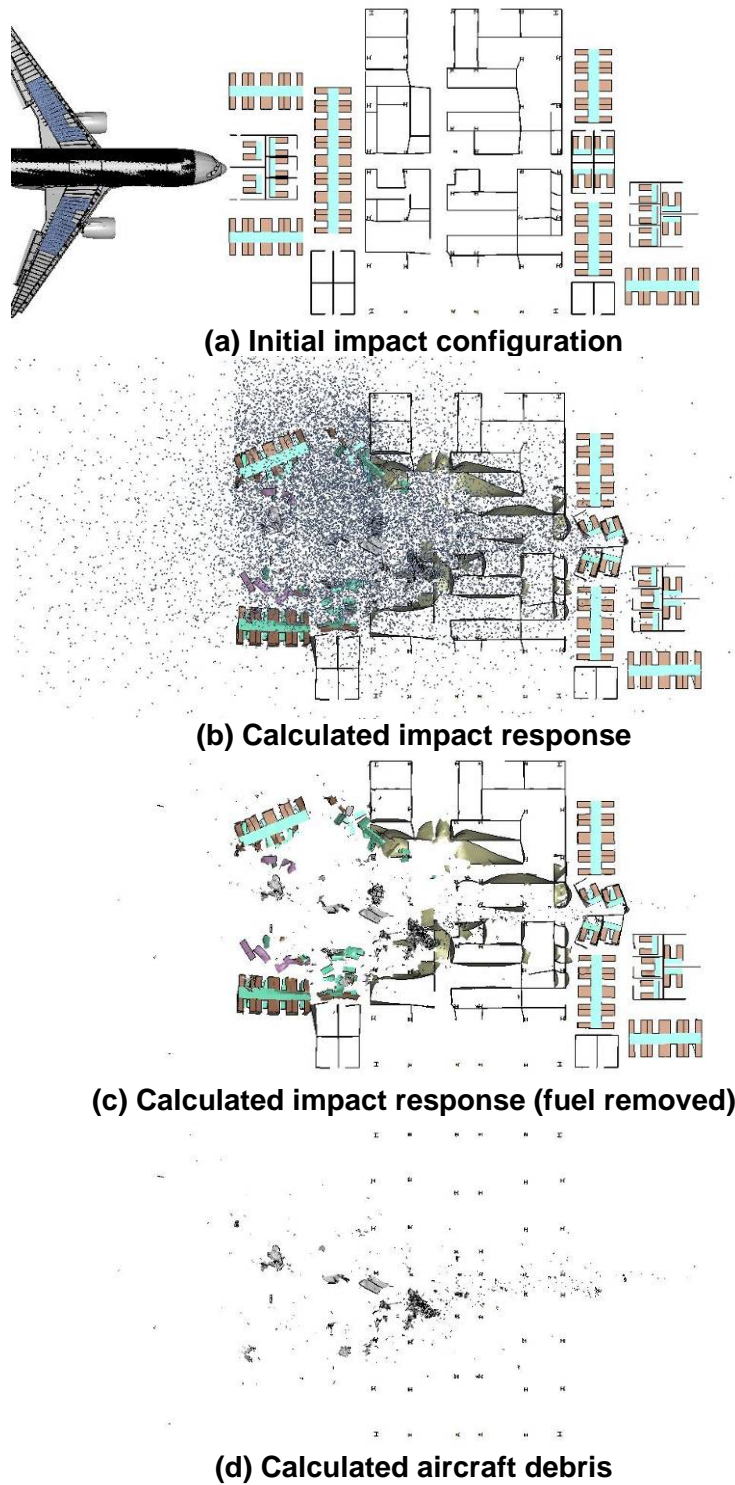 (a) Initial impact configuration
(b) Calculated impact response
(c) Calculated impact response (fuel removed)
(d) Calculated aircraft debris